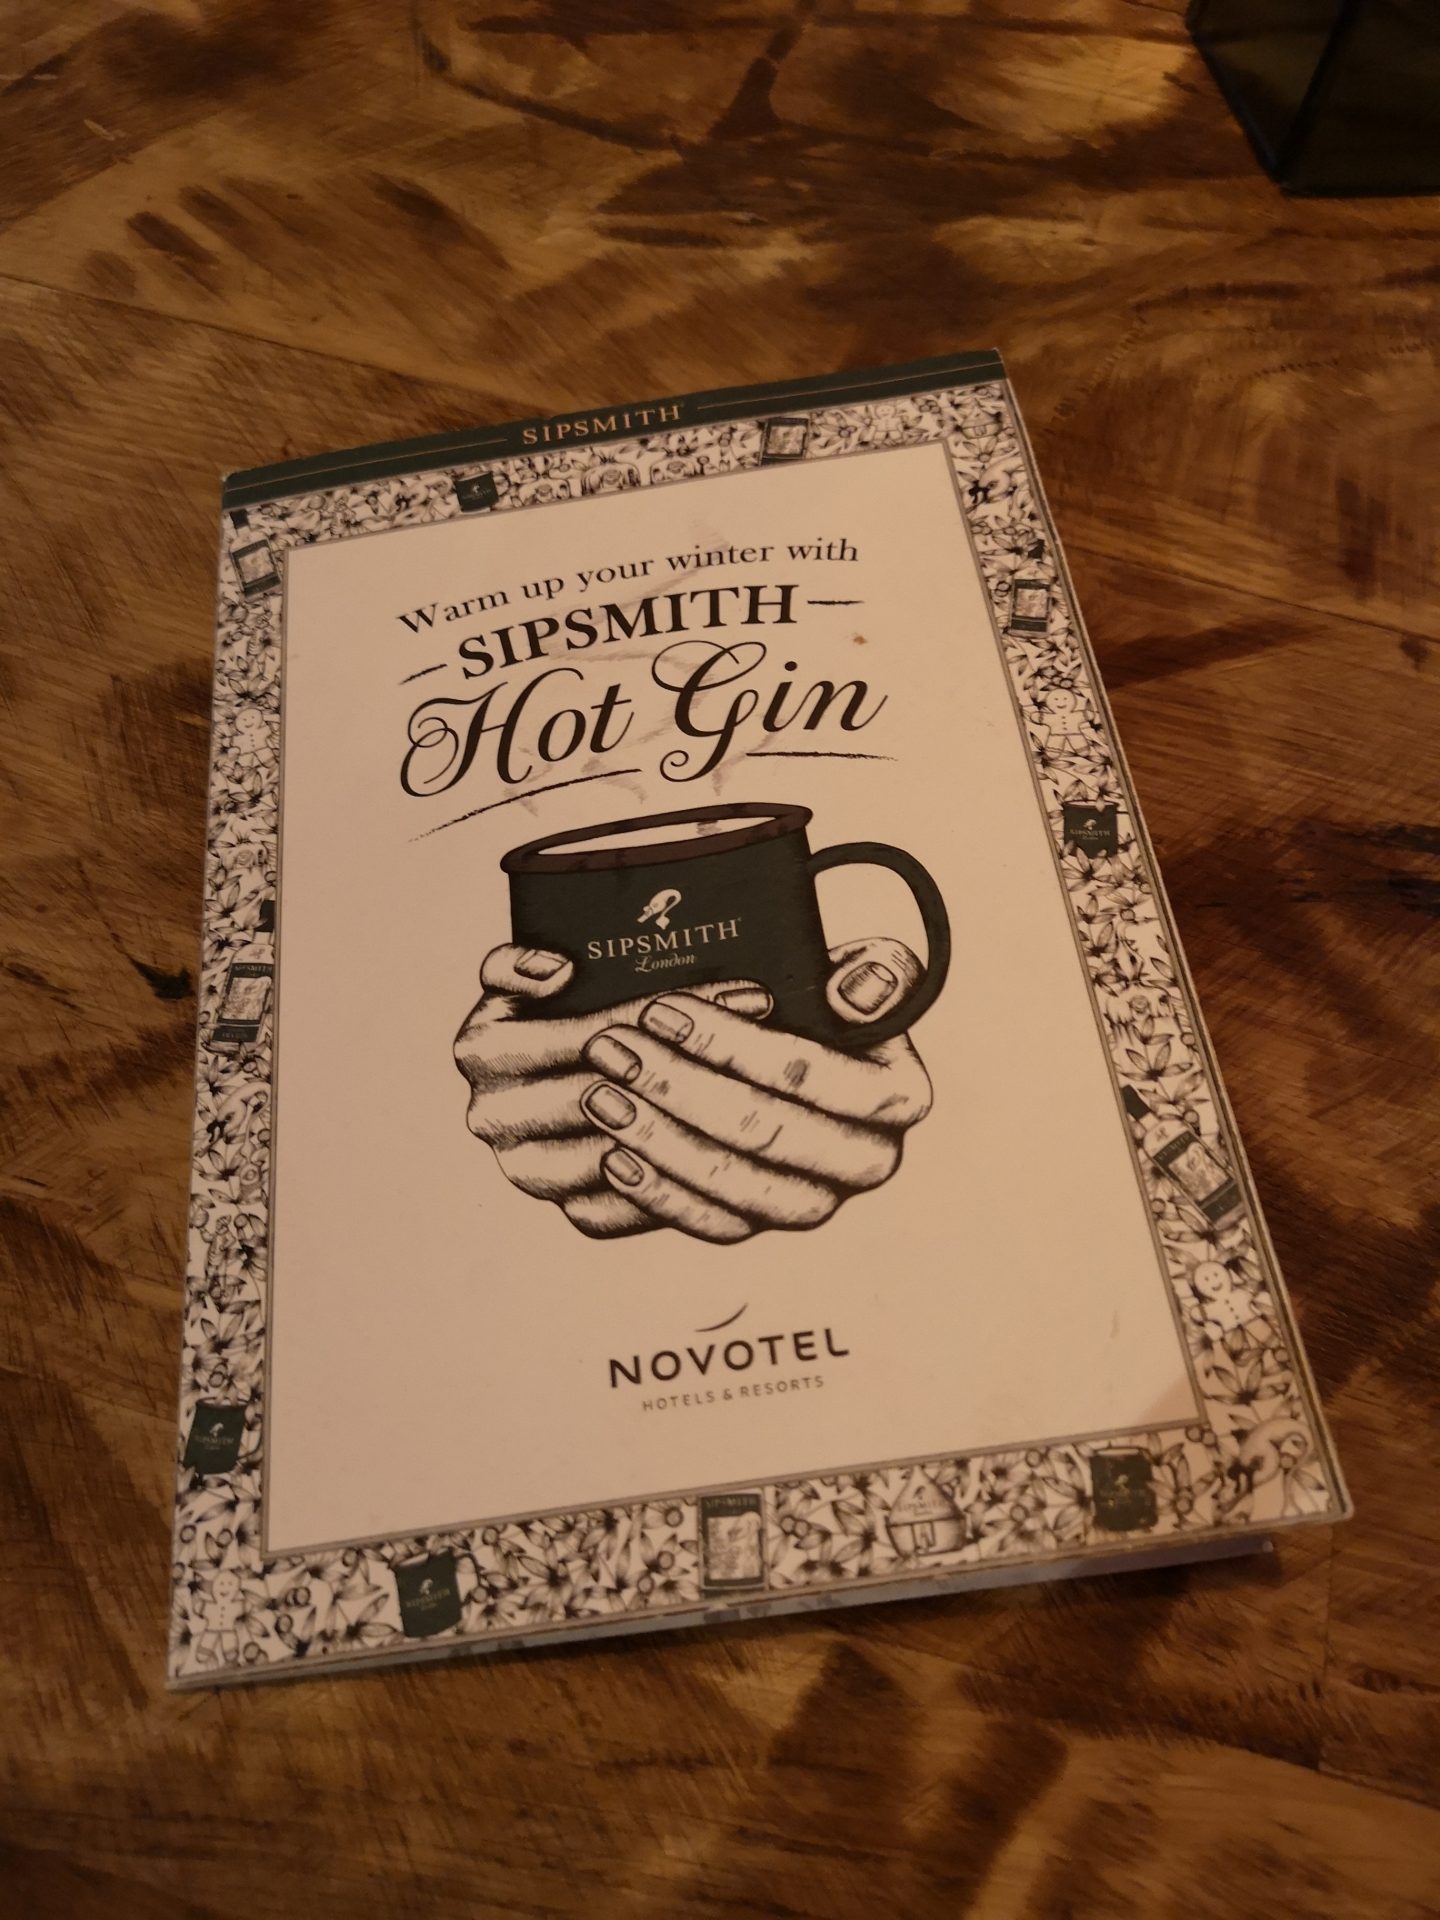 SIPSMITH
Warm up your winter with
SIPSMITH
Hot Gin
SIPSMITH
London
NOVOTEL
HOTELS & RESORTS